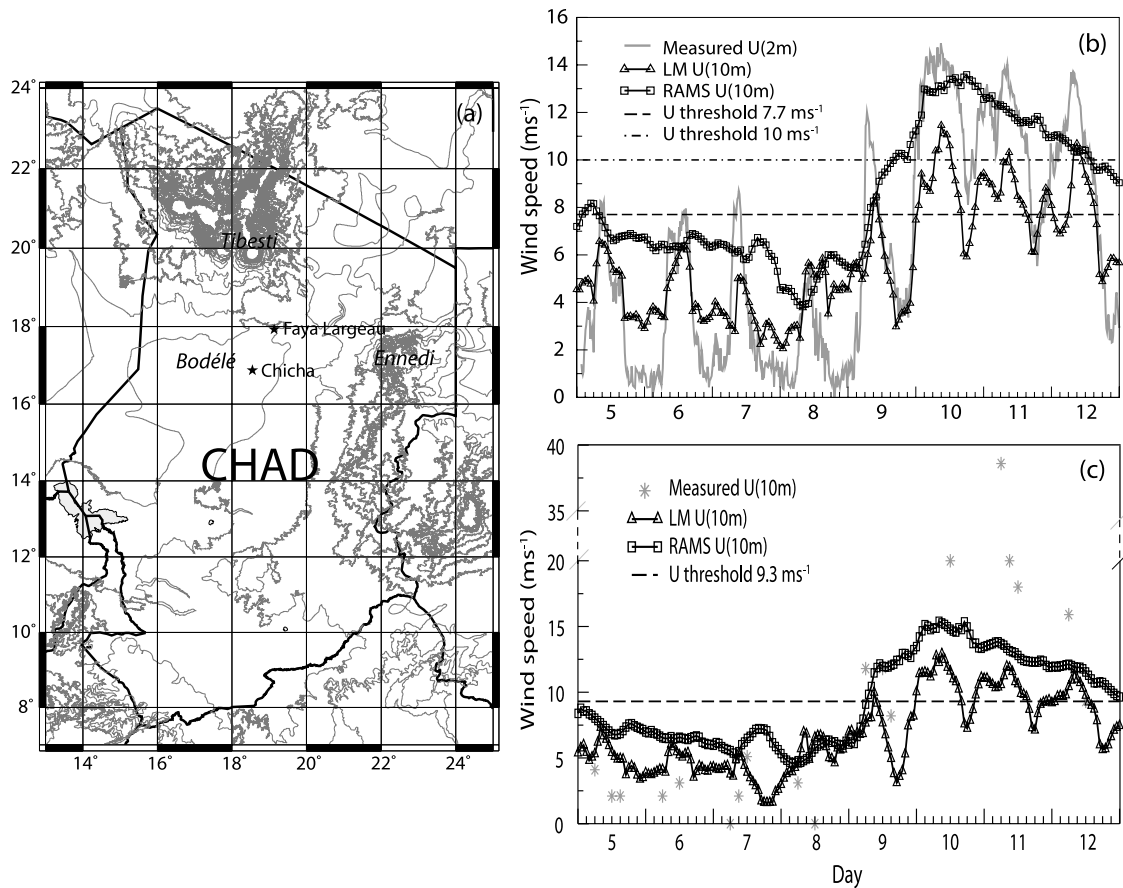 (a)
24°
22°
20°
18°
16°
14°
12°
10°
8°
14° 16° 18° 20° 22° 24°
Tibesti
Faya Largeau
Bodélé
Ennedi
Chicha
CHAD
(b)
Measured U(2m)
LM U(10m)
RAMS U(10m)
U threshold 7.7 ms⁻¹
U threshold 10 ms⁻¹
Wind speed (ms⁻¹)
16
14
12
10
8
6
4
2
0
5 6 7 8 9 10 11 12
(c)
Measured U(10m)
LM U(10m)
RAMS U(10m)
U threshold 9.3 ms⁻¹
Wind speed (ms⁻¹)
40
35
20
15
10
5
0
5 6 7 8 9 10 11 12
Day